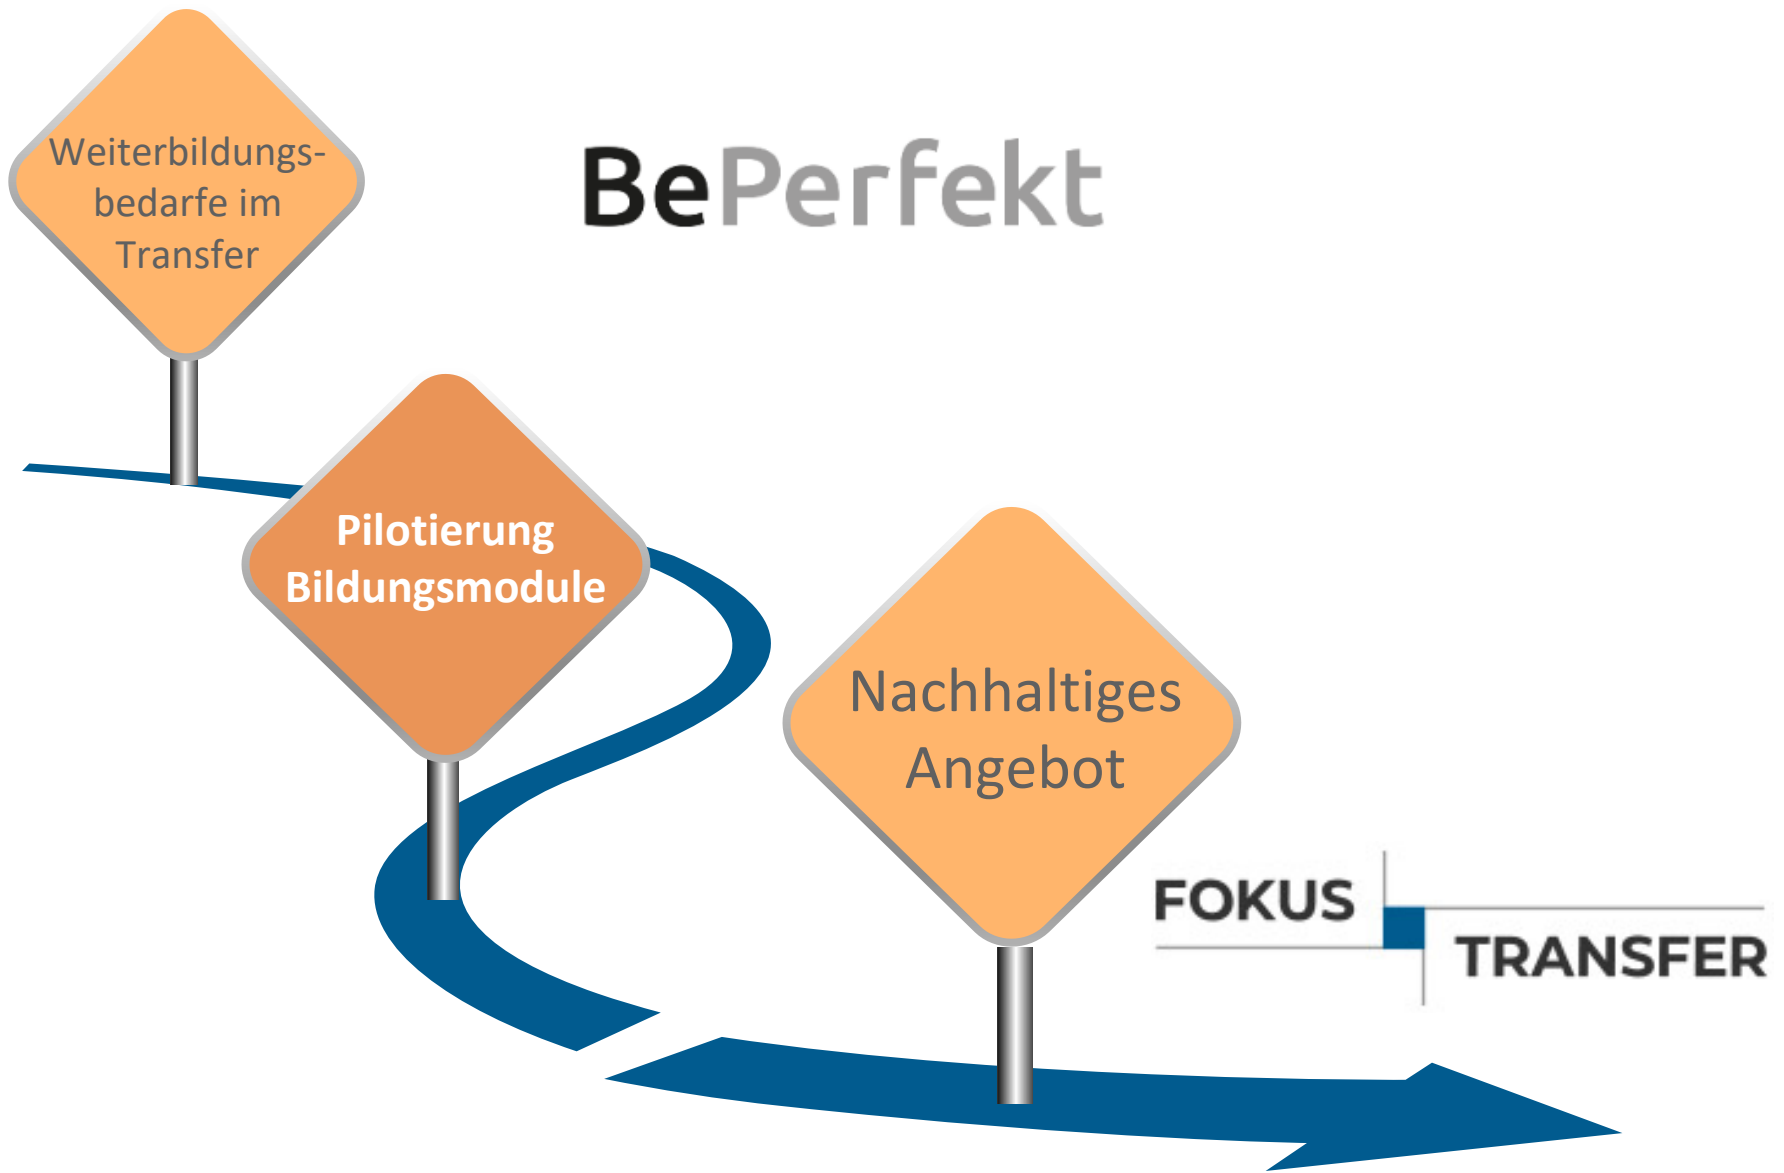 Weiterbildungs-
bedarfe im
Transfer
BePerfekt
Pilotierung
Bildungsmodule
Nachhaltiges
Angebot
FOKUS
TRANSFER